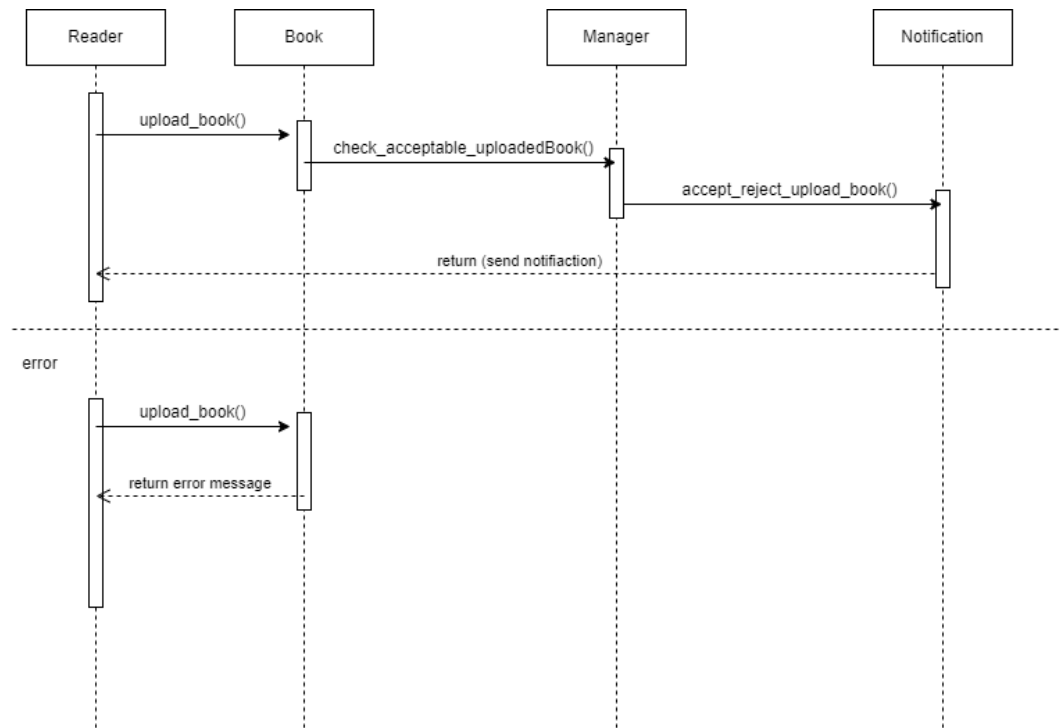 Reader
Book
Manager
Notification
upload_book()
check_acceptable_uploadedBook()
accept_reject_upload_book()
return (send notifiaction)
error
upload_book()
return error message